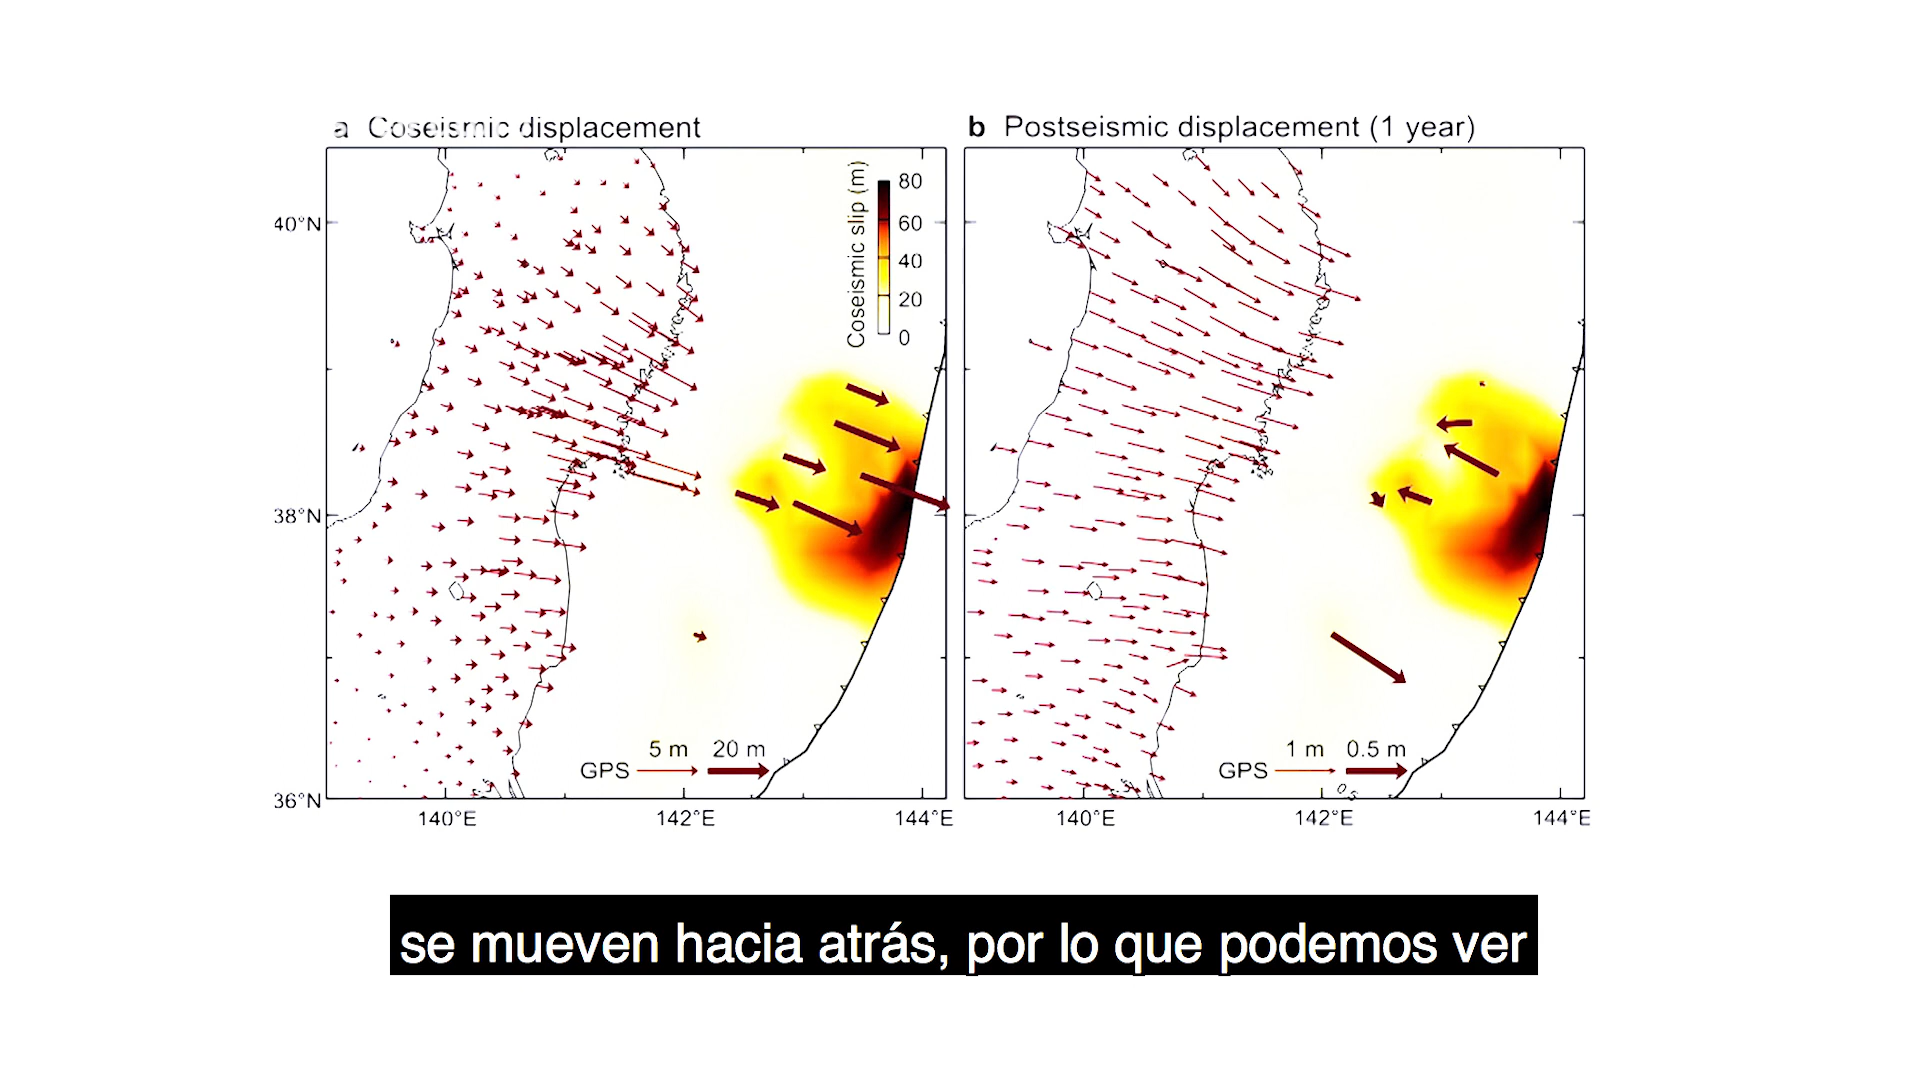 a Coseismic displacement
b Postseismic displacement (1 year)
Coseismic slip (m)
80
60
40
20
0
40°N
38°N
36°N
5 m 20 m
GPS
1 m 0.5 m
GPS
0.5
140°E 142°E 144°E
140°E 142°E 144°E
se mueven hacia atrás, por lo que podemos ver